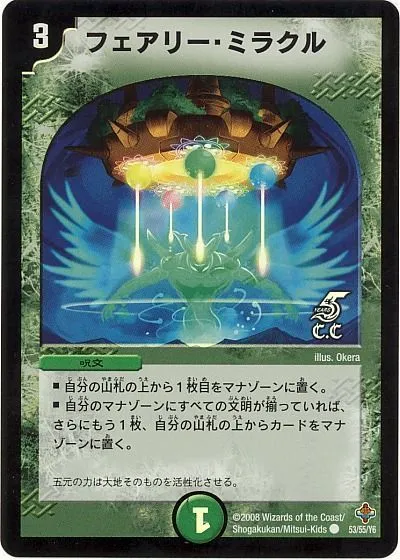 3
フェアリー・ミラクル
5 YEARS
C.C
illus. Okera
呪文
■ 自分の山札の上から1枚目をマナゾーンに置く。
■ 自分のマナゾーンにすべての文明が揃っていれば、
さらにもう1枚、自分の山札の上からカードをマナ
ゾーンに置く。
五元の力は大地そのものを活性化させる。
1
©2008 Wizards of the Coast/
Shogakukan/Mitsui-Kids
53/55/Y6